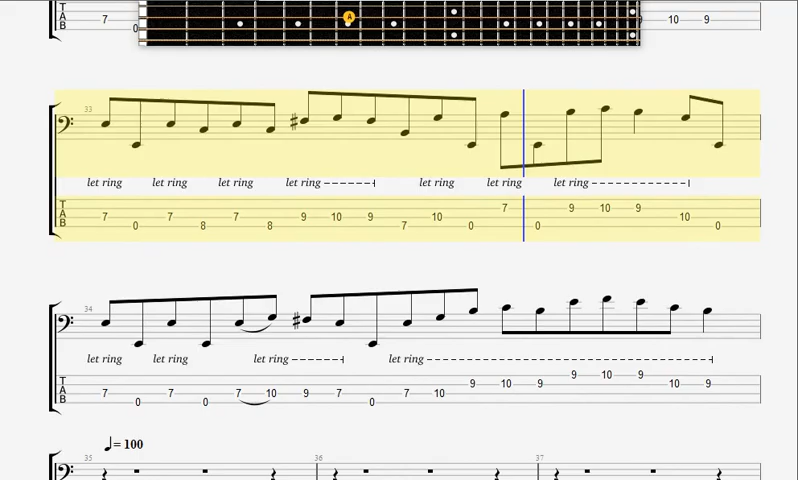 T
A 7
B 0
A
9 10 9
33
let ring let ring let ring let ring let ring let ring let ring
T 7 9 10 9
A 7 7 7 9 10 9 10 10
B 0 8 8 7 0 0 0
34
let ring let ring let ring let ring
T 9 10 9
A 9 10 9 10 9
7 7 7 10 9 7 7 10
B 0 0 0
35 = 100 36 37